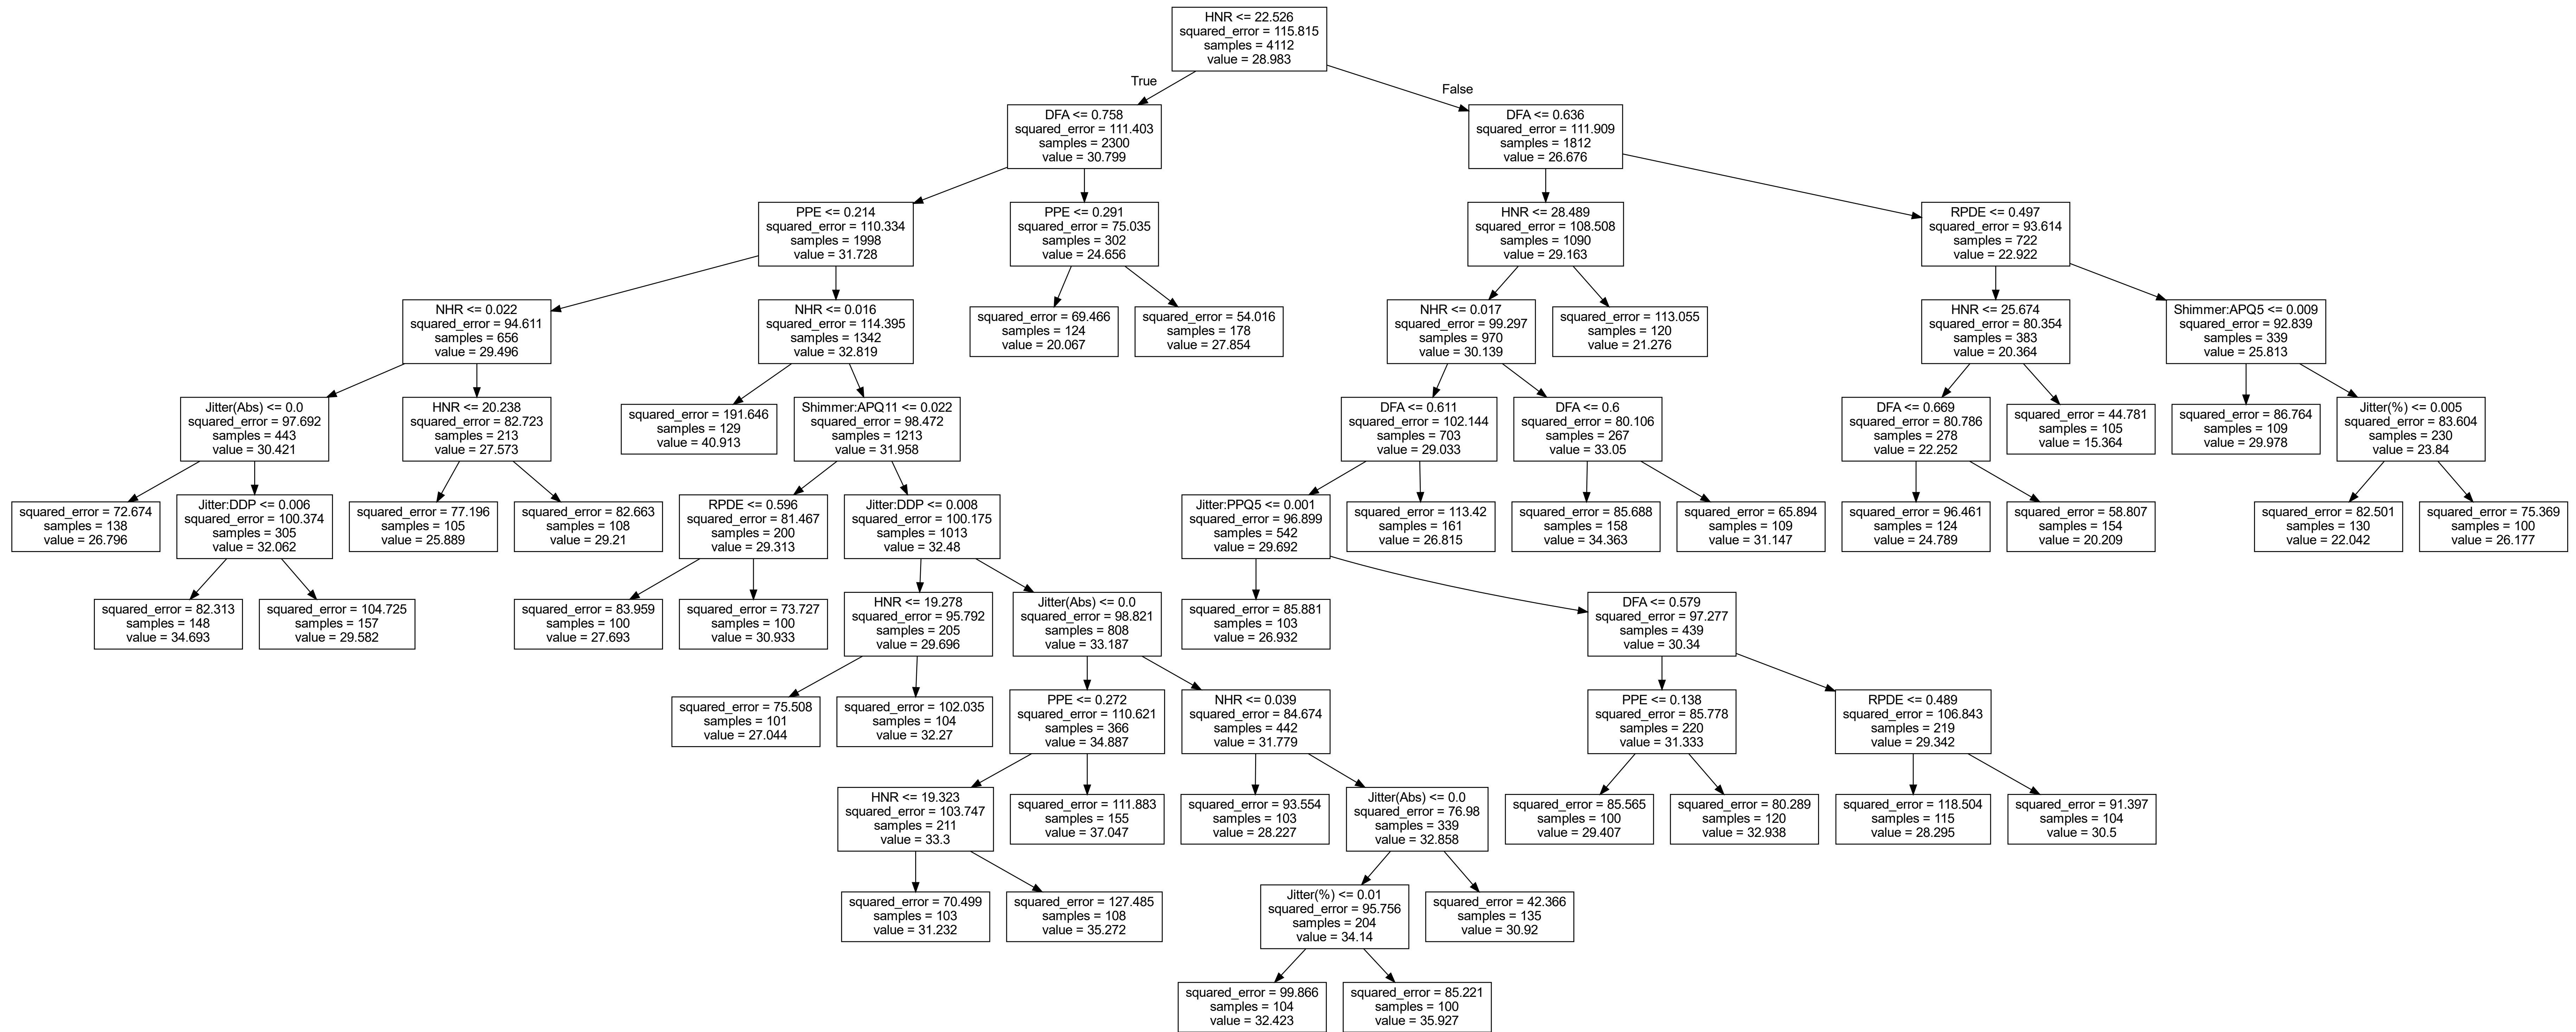 HNR <= 22.526
squared_error = 115.815
samples = 4112
value = 28.983
True
False
DFA <= 0.758
squared_error = 111.403
samples = 2300
value = 30.799
DFA <= 0.636
squared_error = 111.909
samples = 1812
value = 26.676
PPE <= 0.214
squared_error = 110.334
samples = 1998
value = 31.728
PPE <= 0.291
squared_error = 75.035
samples = 302
value = 24.656
HNR <= 28.489
squared_error = 108.508
samples = 1090
value = 29.163
RPDE <= 0.497
squared_error = 93.614
samples = 722
value = 22.922
NHR <= 0.022
squared_error = 94.611
samples = 656
value = 29.496
NHR <= 0.016
squared_error = 114.395
samples = 1342
value = 32.819
squared_error = 69.466
samples = 124
value = 20.067
squared_error = 54.016
samples = 178
value = 27.854
NHR <= 0.017
squared_error = 99.297
samples = 970
value = 30.139
squared_error = 113.055
samples = 120
value = 21.276
HNR <= 25.674
squared_error = 80.354
samples = 383
value = 20.364
Shimmer:APQ5 <= 0.009
squared_error = 92.839
samples = 339
value = 25.813
Jitter(Abs) <= 0.0
squared_error = 97.692
samples = 443
value = 30.421
HNR <= 20.238
squared_error = 82.723
samples = 213
value = 27.573
squared_error = 191.646
samples = 129
value = 40.913
Shimmer:APQ11 <= 0.022
squared_error = 98.472
samples = 1213
value = 31.958
DFA <= 0.611
squared_error = 102.144
samples = 703
value = 29.033
DFA <= 0.6
squared_error = 80.106
samples = 267
value = 33.05
DFA <= 0.669
squared_error = 80.786
samples = 278
value = 22.252
squared_error = 44.781
samples = 105
value = 15.364
squared_error = 86.764
samples = 109
value = 29.978
Jitter(%) <= 0.005
squared_error = 83.604
samples = 230
value = 23.84
squared_error = 72.674
samples = 138
value = 26.796
Jitter:DDP <= 0.006
squared_error = 100.374
samples = 305
value = 32.062
squared_error = 77.196
samples = 105
value = 25.889
squared_error = 82.663
samples = 108
value = 29.21
RPDE <= 0.596
squared_error = 81.467
samples = 200
value = 29.313
Jitter:DDP <= 0.008
squared_error = 100.175
samples = 1013
value = 32.48
Jitter:PPQ5 <= 0.001
squared_error = 96.899
samples = 542
value = 29.692
squared_error = 113.42
samples = 161
value = 26.815
squared_error = 85.688
samples = 158
value = 34.363
squared_error = 65.894
samples = 109
value = 31.147
squared_error = 96.461
samples = 124
value = 24.789
squared_error = 58.807
samples = 154
value = 20.209
squared_error = 82.501
samples = 130
value = 22.042
squared_error = 75.369
samples = 100
value = 26.177
squared_error = 82.313
samples = 148
value = 34.693
squared_error = 104.725
samples = 157
value = 29.582
squared_error = 83.959
samples = 100
value = 27.693
squared_error = 73.727
samples = 100
value = 30.933
HNR <= 19.278
squared_error = 95.792
samples = 205
value = 29.696
Jitter(Abs) <= 0.0
squared_error = 98.821
samples = 808
value = 33.187
squared_error = 85.881
samples = 103
value = 26.932
DFA <= 0.579
squared_error = 97.277
samples = 439
value = 30.34
squared_error = 75.508
samples = 101
value = 27.044
squared_error = 102.035
samples = 104
value = 32.27
PPE <= 0.272
squared_error = 110.621
samples = 366
value = 34.887
NHR <= 0.039
squared_error = 84.674
samples = 442
value = 31.779
PPE <= 0.138
squared_error = 85.778
samples = 220
value = 31.333
RPDE <= 0.489
squared_error = 106.843
samples = 219
value = 29.342
HNR <= 19.323
squared_error = 103.747
samples = 211
value = 33.3
squared_error = 111.883
samples = 155
value = 37.047
squared_error = 93.554
samples = 103
value = 28.227
Jitter(Abs) <= 0.0
squared_error = 76.98
samples = 339
value = 32.858
squared_error = 85.565
samples = 100
value = 29.407
squared_error = 80.289
samples = 120
value = 32.938
squared_error = 118.504
samples = 115
value = 28.295
squared_error = 91.397
samples = 104
value = 30.5
squared_error = 70.499
samples = 103
value = 31.232
squared_error = 127.485
samples = 108
value = 35.272
Jitter(%) <= 0.01
squared_error = 95.756
samples = 204
value = 34.14
squared_error = 42.366
samples = 135
value = 30.92
squared_error = 99.866
samples = 104
value = 32.423
squared_error = 85.221
samples = 100
value = 35.927